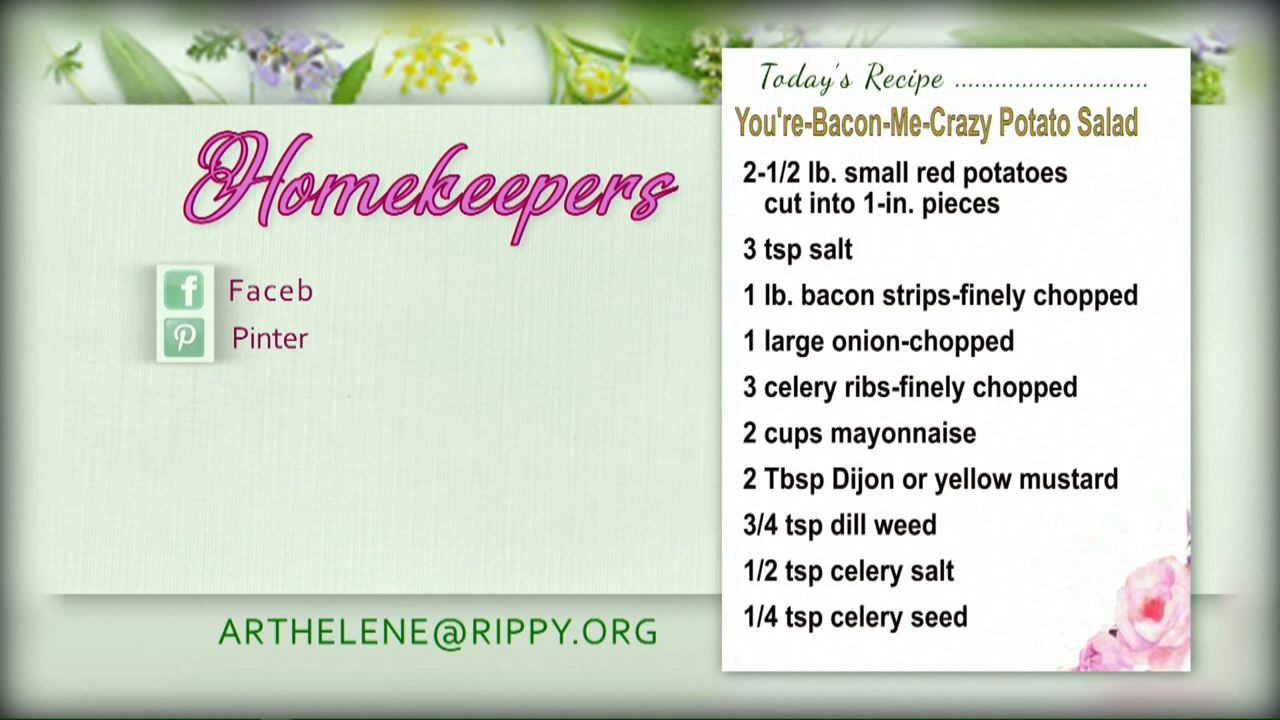 Homekeepers
Faceb
Pinter
ARTHELENE@RIPPY.ORG
Today's Recipe ............................
You're-Bacon-Me-Crazy Potato Salad
2-1/2 lb. small red potatoes
cut into 1-in. pieces
3 tsp salt
1 lb. bacon strips-finely chopped
1 large onion-chopped
3 celery ribs-finely chopped
2 cups mayonnaise
2 Tbsp Dijon or yellow mustard
3/4 tsp dill weed
1/2 tsp celery salt
1/4 tsp celery seed